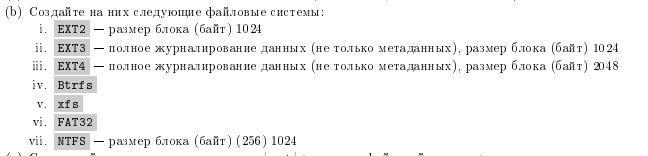 (b) Создайте на них следующие файловые системы:
i. EXT2 — размер блока (байт) 1024
ii. EXT3 — полное журналирование данных (не только метаданных), размер блока (байт) 1024
iii. EXT4 — полное журналирование данных (не только метаданных), размер блока (байт) 2048
iv. Btrfs
v. xfs
vi. FAT32
vii. NTFS — размер блока (байт) (256) 1024